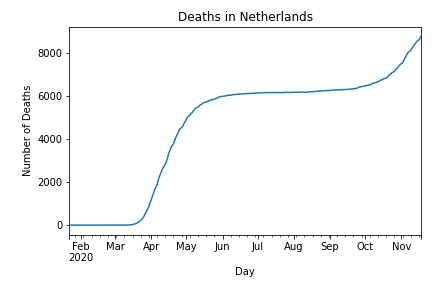 Deaths in Netherlands
Number of Deaths
8000
6000
4000
2000
0
Feb Mar Apr May Jun Jul Aug Sep Oct Nov
2020
Day